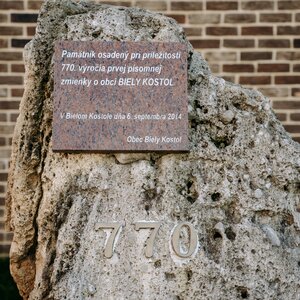 Pamätník osadený pri príležitosti
770. výročia prvej písomnej
zmienky o obci BIELY KOSTOL
V Bielom Kostole dňa 6. septembra 2014
Obec Biely Kostol
770